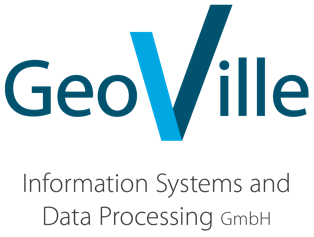 GeoVille
Information Systems and
Data Processing GmbH